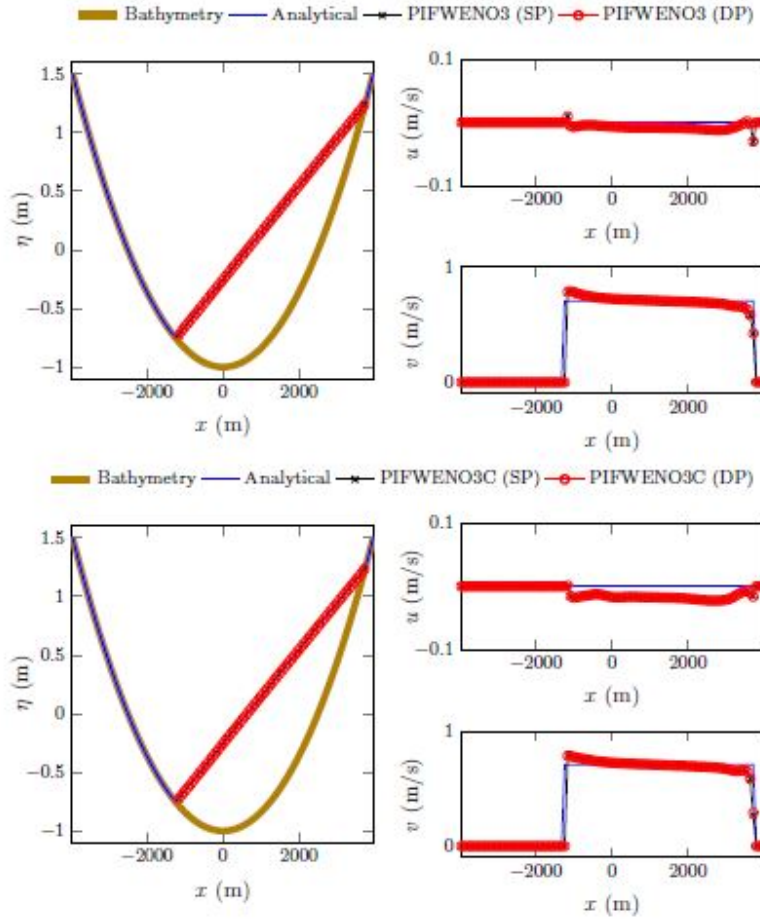 Bathymetry Analytical PIFWENO3 (SP) PIFWENO3 (DP)
1.5
1
0.5
0
−0.5
−1
η (m)
−2000 0 2000
x (m)
0.1
−0.1
u (m/s)
−2000 0 2000
x (m)
1
0
v (m/s)
−2000 0 2000
x (m)
Bathymetry Analytical PIFWENO3C (SP) PIFWENO3C (DP)
1.5
1
0.5
0
−0.5
−1
η (m)
−2000 0 2000
x (m)
0.1
−0.1
u (m/s)
−2000 0 2000
x (m)
1
0
v (m/s)
−2000 0 2000
x (m)